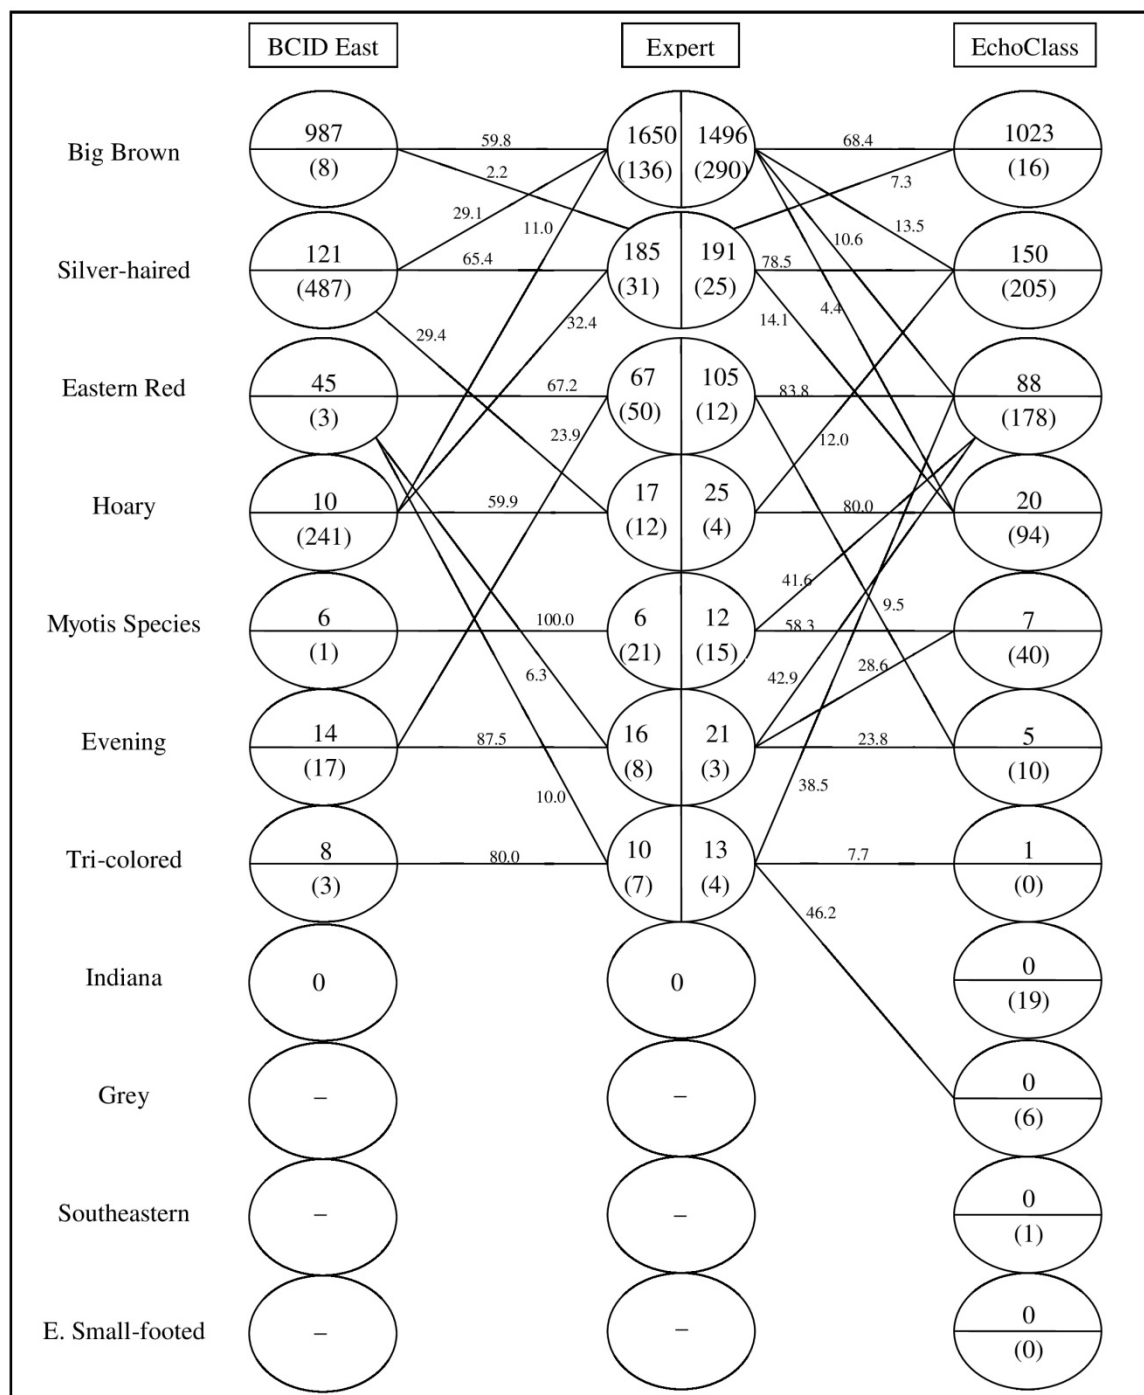 BCID East Expert EchoClass
Big Brown 987 59.8 1650 1496 68.4 1023
(8) 2.2 (136) (290) 7.3 (16)
29.1 11.0 10.6 13.5
Silver-haired 121 65.4 185 191 78.5 150
(487) (31) (25) (205)
29.4 32.4 14.1 4.4
Eastern Red 45 67.2 67 105 83.8 88
(3) (50) (12) (178)
23.9 12.0
Hoary 10 59.9 17 25 80.0 20
(241) (12) (4) (94)
41.6 9.5
Myotis Species 6 100.0 6 12 58.3 7
(1) (21) (15) (40)
6.3 42.9 28.6
Evening 14 87.5 16 21 23.8 5
(17) (8) (3) (10)
10.0 38.5
Tri-colored 8 80.0 10 13 7.7 1
(3) (7) (4) (0)
46.2
Indiana 0 0 0
(19)
Grey – – 0
(6)
Southeastern – – 0
(1)
E. Small-footed – – 0
(0)